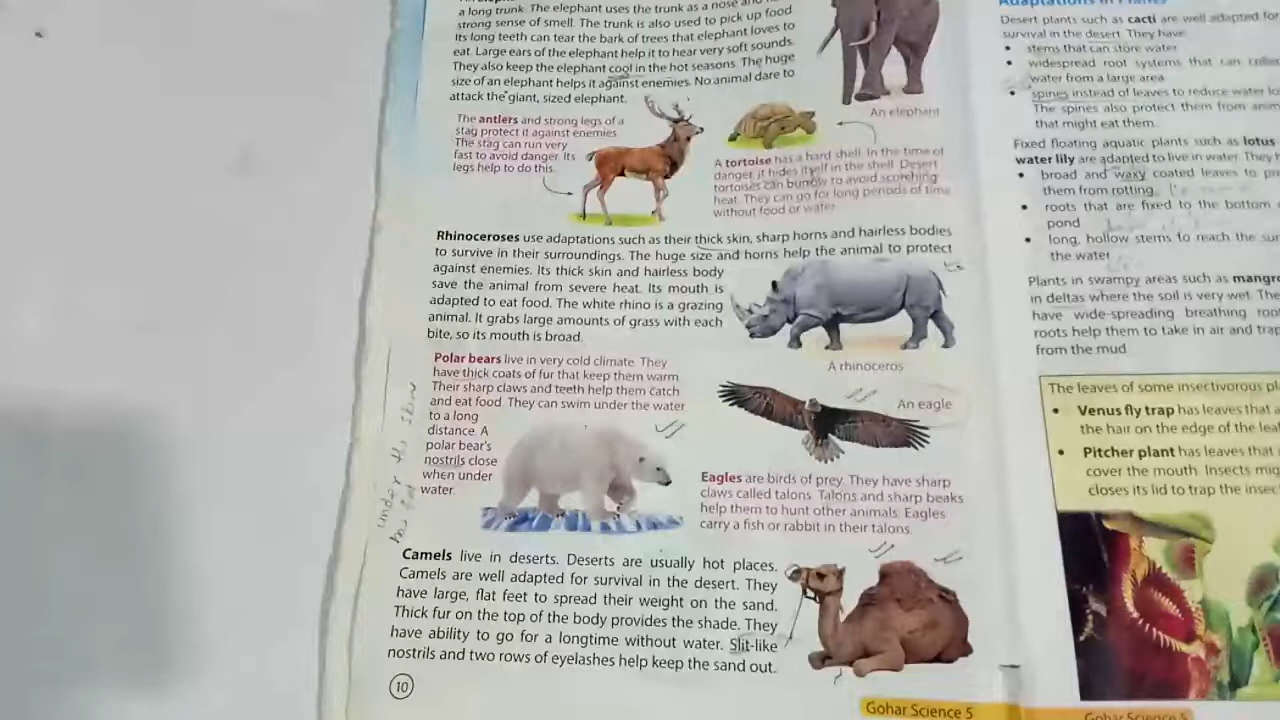 a long trunk. The elephant uses the trunk as a nose and
strong sense of smell. The trunk is also used to pick up food
Its long teeth can tear the bark of trees that elephant loves to
eat. Large ears of the elephant help it to hear very soft sounds.
They also keep the elephant cool in the hot seasons. The huge
size of an elephant helps it against enemies. No animal dare to
attack the giant, sized elephant.
An elephant
The antlers and strong legs of a
stag protect it against enemies
The stag can run very
fast to avoid danger. Its
legs help to do this.
A tortoise has a hard shell. In the time of
danger, it hides itself in the shell. Desert
tortoises can burrow to avoid scorching
heat. They can go for long periods of time
without food or water
Rhinoceroses use adaptations such as their thick skin, sharp horns and hairless bodies
to survive in their surroundings. The huge size and horns help the animal to protect
against enemies. Its thick skin and hairless body
save the animal from severe heat. Its mouth is
adapted to eat food. The white rhino is a grazing
animal. It grabs large amounts of grass with each
bite, so its mouth is broad.
A rhinoceros
Polar bears live in very cold climate. They
have thick coats of fur that keep them warm
Their sharp claws and teeth help them catch
and eat food. They can swim under the water
to a long
distance. A
polar bear's
nostrils close
when under
water.
under the
An eagle
Eagles are birds of prey. They have sharp
claws called talons. Talons and sharp beaks
help them to hunt other animals. Eagles
carry a fish or rabbit in their talons.
Camels live in deserts. Deserts are usually hot places.
Camels are well adapted for survival in the desert. They
have large, flat feet to spread their weight on the sand.
Thick fur on the top of the body provides the shade. They
have ability to go for a longtime without water. Slit-like
nostrils and two rows of eyelashes help keep the sand out.
10
Gohar Science 5
Adaptations in
Desert plants such as cacti are well adapted for
survival in the desert. They have
• stems that can store water
• widespread root systems that can
water from a large area
• spines instead of leaves to reduce water
The spines also protect them from
that might eat them.
Fixed floating aquatic plants such as lotus
water lily are adapted to live in water. They
• broad and waxy coated leaves to
them from rotting.
• roots that are fixed to the bottom
pond
• long, hollow stems to reach the
the water
Plants in swampy areas such as
in deltas where the soil is very wet.
have wide-spreading breathing
roots help them to take in air and
from the mud
The leaves of some insectivorous
• Venus fly trap has leaves that
the hair on the edge of the
• Pitcher plant has leaves that
cover the mouth. Insects
closes its lid to trap the
Gohar Science 5